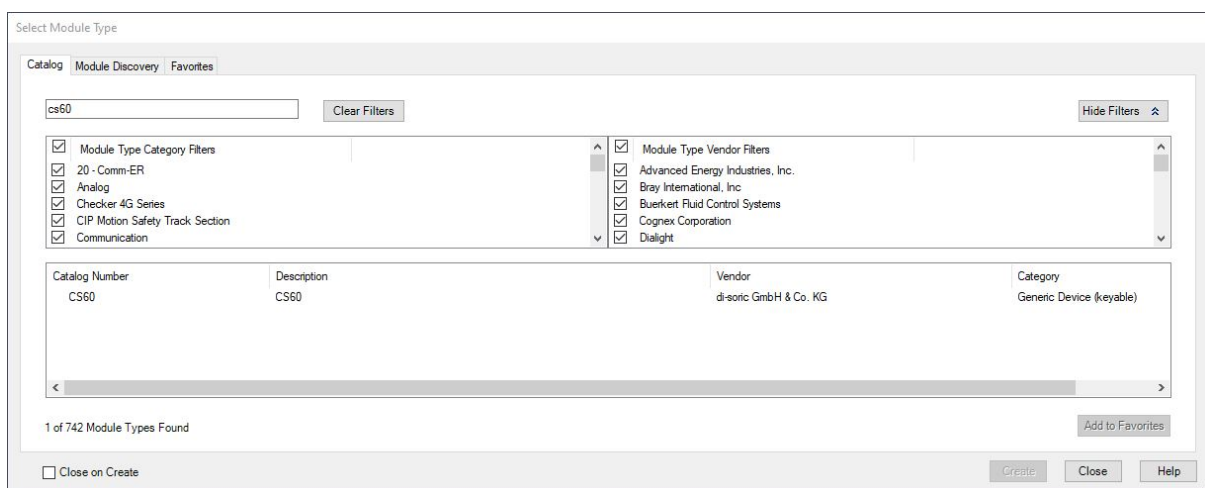 Select Module Type
Catalog Module Discovery Favorites
cs60 Clear Filters Hide Filters
Module Type Category Filters Module Type Vendor Filters
20 - Comm-ER Advanced Energy Industries, Inc.
Analog Bray International, Inc
Checker 4G Series Buerkert Fluid Control Systems
CIP Motion Safety Track Section Cognex Corporation
Communication Dialight
Catalog Number Description Vendor Category
CS60 CS60 di-soric GmbH & Co. KG Generic Device (keyable)
1 of 742 Module Types Found Add to Favorites
Close on Create Create Close Help